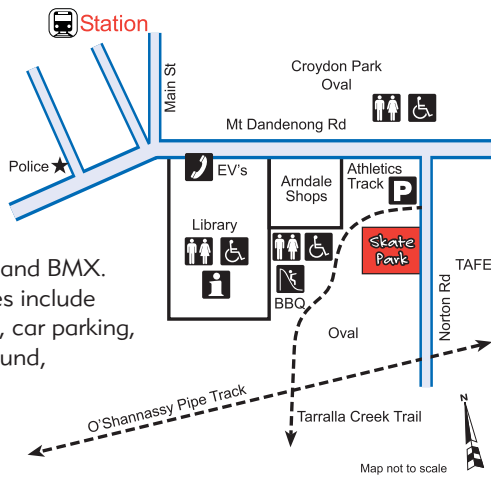 Station
Main St
Croydon Park
Oval
Mt Dandenong Rd
Police
EV's
Arndale
Shops
Athletics
Track
P
Library
Skate
Park
and BMX.
es include
, car parking,
und,
BBQ
TAFE
Norton Rd
Oval
O'Shannassy Pipe Track
Tarralla Creek Trail
N
Map not to scale